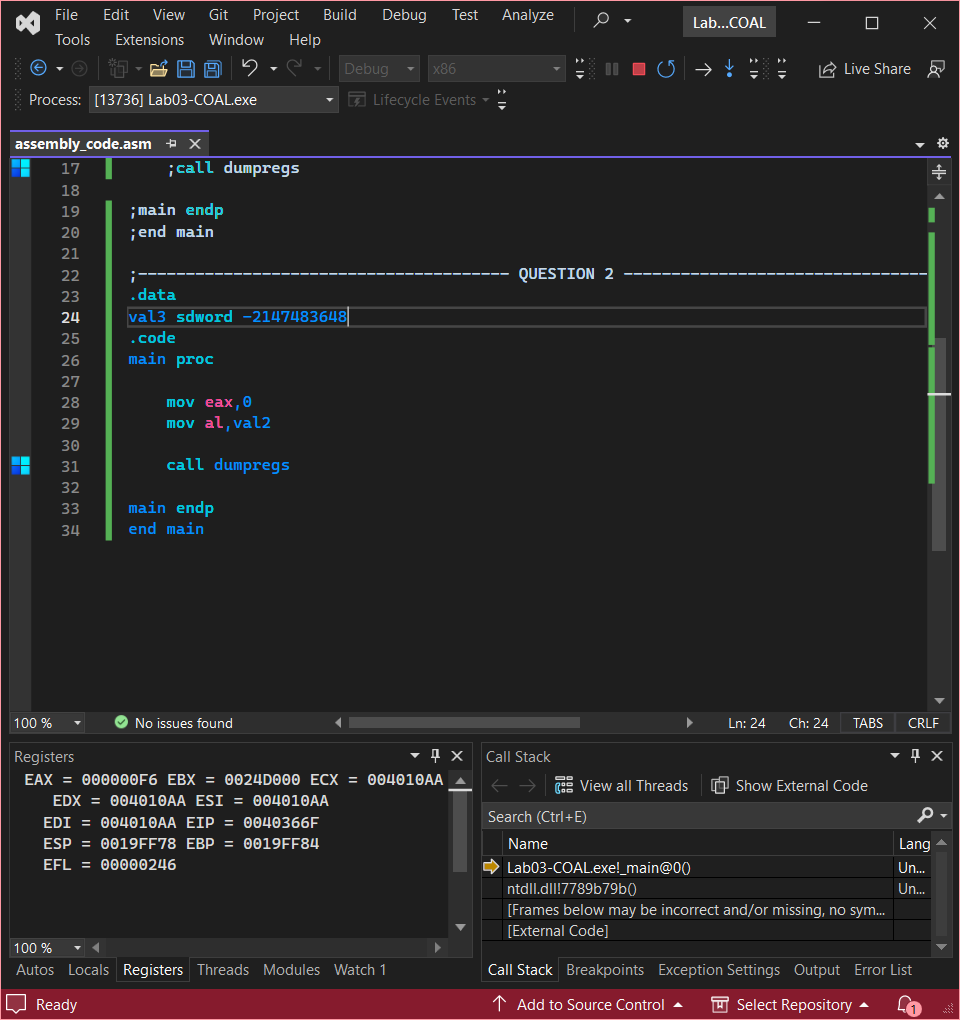 File Edit View Git Project Build Debug Test Analyze Lab...COAL
Tools Extensions Window Help
Debug x86 Live Share
Process: [13736] Lab03-COAL.exe Lifecycle Events
assembly_code.asm
17 ;call dumpregs
18
19 ;main endp
20 ;end main
21
22 ;--------------------------------------- QUESTION 2 --------------------------------
23 .data
24 val3 sdword -2147483648
25 .code
26 main proc
27
28 mov eax,0
29 mov al,val2
30
31 call dumpregs
32
33 main endp
34 end main
100 % No issues found Ln: 24 Ch: 24 TABS CRLF
Registers
EAX = 000000F6 EBX = 0024D000 ECX = 004010AA
EDX = 004010AA ESI = 004010AA
EDI = 004010AA EIP = 0040366F
ESP = 0019FF78 EBP = 0019FF84
EFL = 00000246
100 %
Autos Locals Registers Threads Modules Watch 1
Call Stack
View all Threads Show External Code
Search (Ctrl+E)
Name Lang
Lab03-COAL.exe!_main@0() Un...
ntdll.dll!7789b79b() Un...
[Frames below may be incorrect and/or missing, no sym...
[External Code]
Call Stack Breakpoints Exception Settings Output Error List
Ready Add to Source Control Select Repository 1